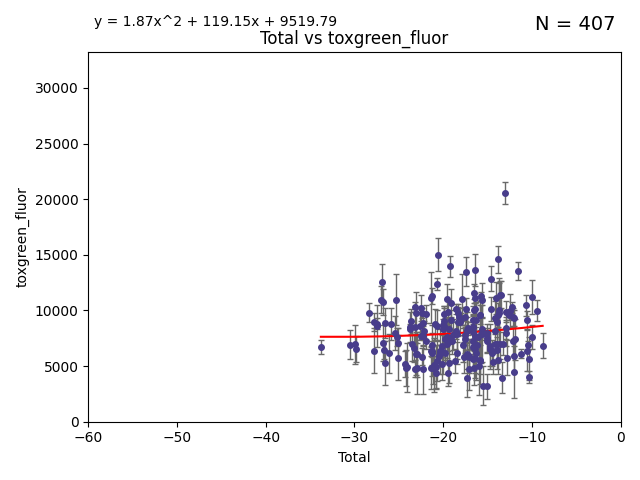 y = 1.87x^2 + 119.15x + 9519.79
N = 407
Total vs toxgreen_fluor
30000
25000
20000
15000
10000
5000
0
toxgreen_fluor
−60
−50
−40
−30
−20
−10
0
Total